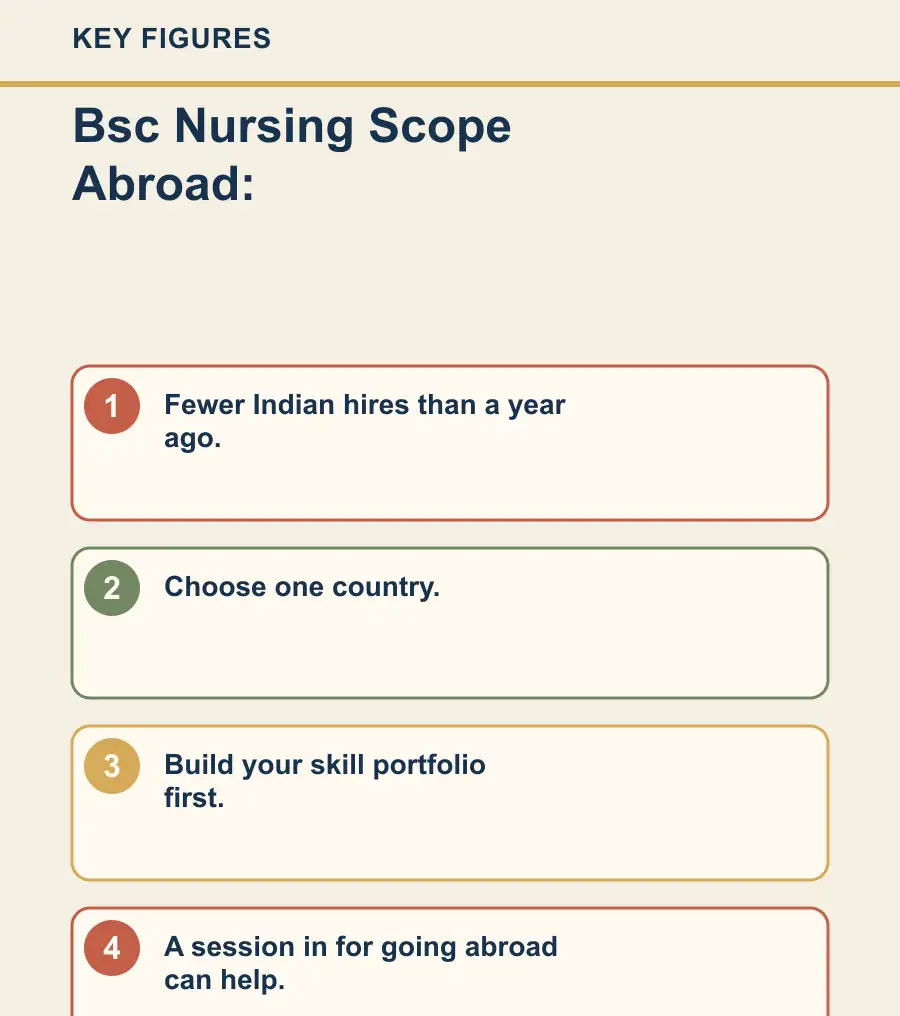 KEY FIGURES
Bsc Nursing Scope
Abroad:
1
Fewer Indian hires than a year
ago.
2
Choose one country.
3
Build your skill portfolio
first.
4
A session in for going abroad
can help.